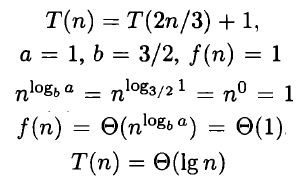 T(n) = T(2n/3) + 1,
a = 1, b = 3/2, f(n) = 1
n^{log_b a} = n^{log_{3/2} 1} = n^0 = 1
f(n) = Θ(n^{log_b a}) = Θ(1)
T(n) = Θ(lg n)